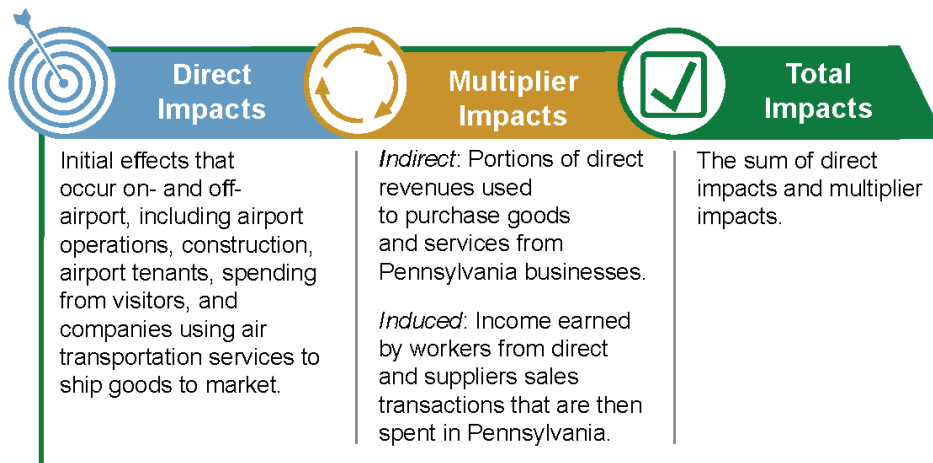 Direct
Impacts
Multiplier
Impacts
Total
Impacts
Initial effects that
occur on- and off-
airport, including airport
operations, construction,
airport tenants, spending
from visitors, and
companies using air
transportation services to
ship goods to market.
Indirect: Portions of direct
revenues used
to purchase goods
and services from
Pennsylvania businesses.
Induced: Income earned
by workers from direct
and suppliers sales
transactions that are then
spent in Pennsylvania.
The sum of direct
impacts and multiplier
impacts.